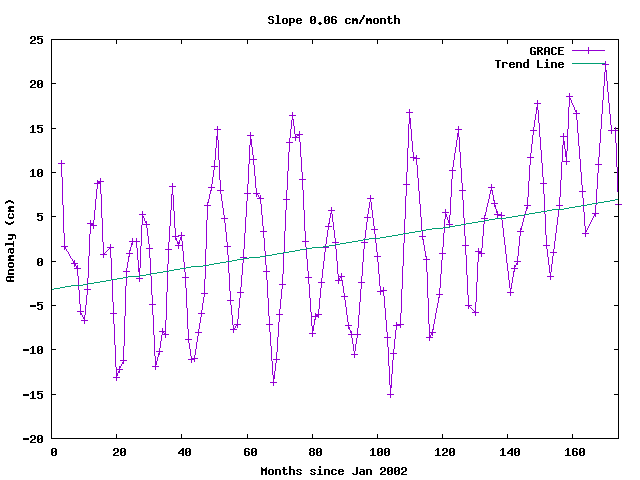 Slope 0.06 cm/month
GRACE
Trend Line
25
20
15
10
5
0
-5
-10
-15
-20
Anomaly (cm)
0 20 40 60 80 100 120 140 160
Months since Jan 2002